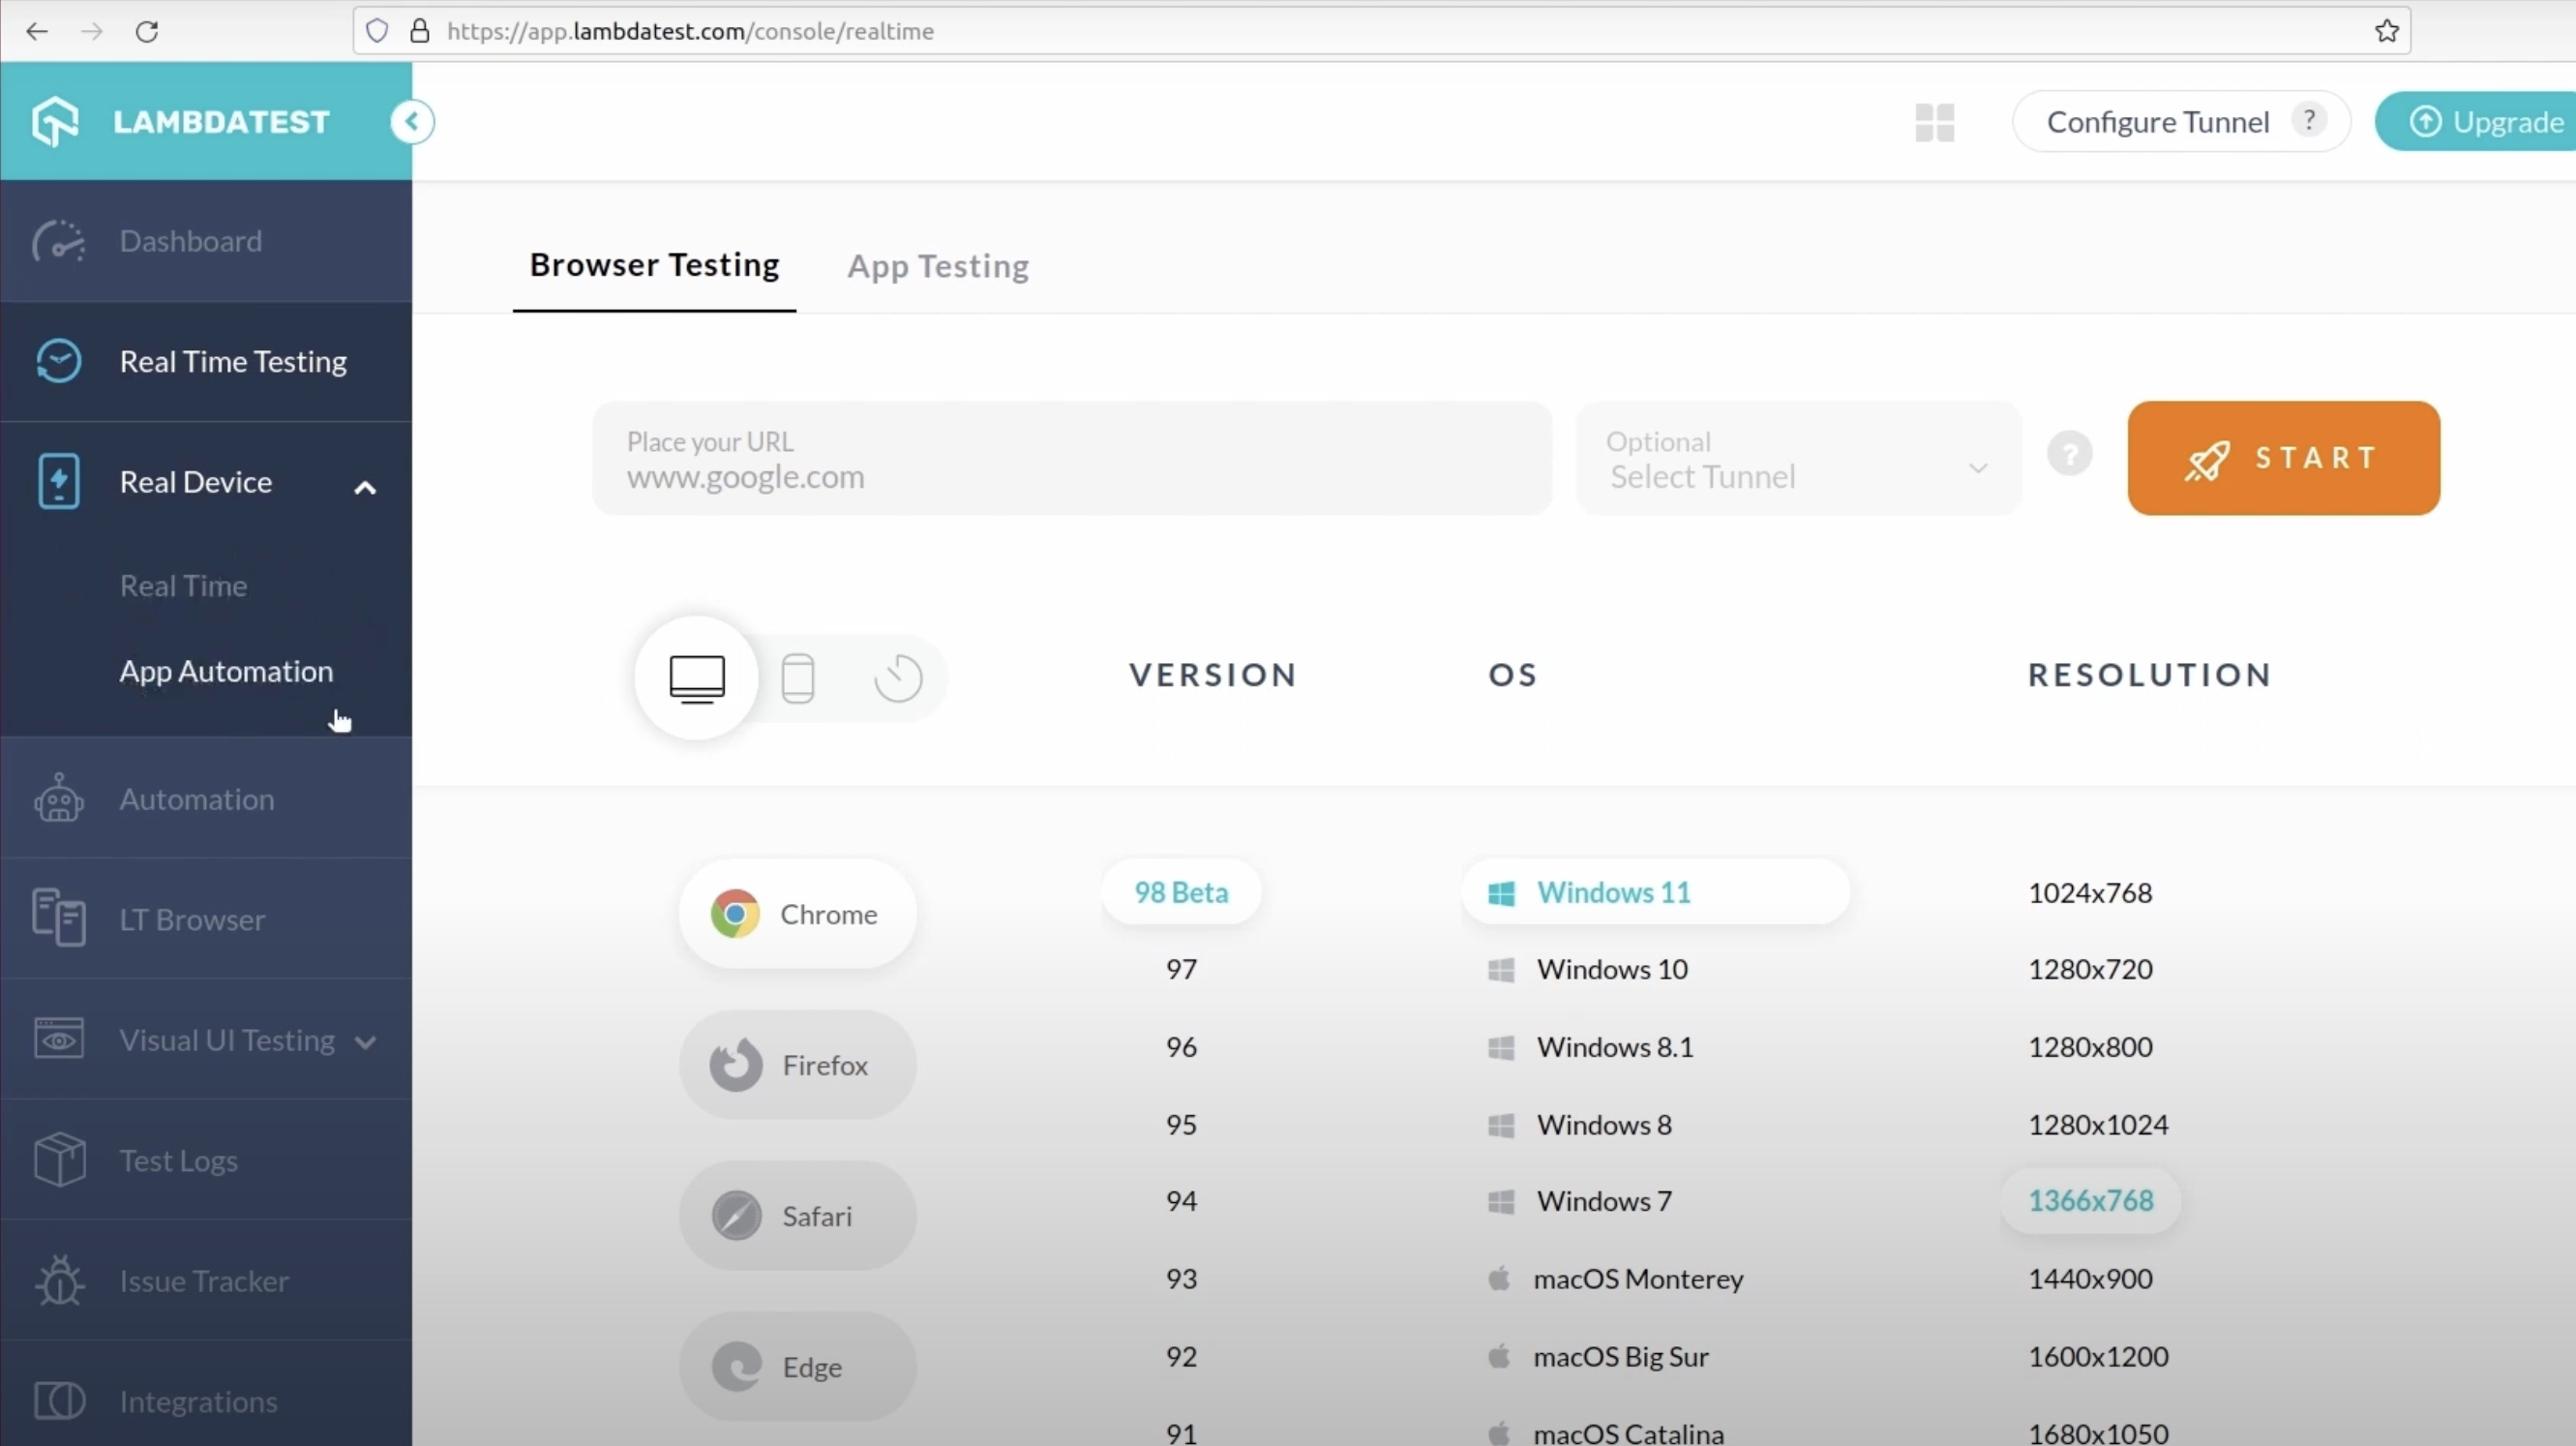 https://app.lambdatest.com/console/realtime
LAMBDATEST
Configure Tunnel ?
Upgrade
Dashboard
Real Time Testing
Real Device
Real Time
App Automation
Automation
LT Browser
Visual UI Testing
Test Logs
Issue Tracker
Integrations
Browser Testing
App Testing
Place your URL
www.google.com
Optional
Select Tunnel
?
START
VERSION
OS
RESOLUTION
Chrome
Firefox
Safari
Edge
98 Beta
97
96
95
94
93
92
91
Windows 11
Windows 10
Windows 8.1
Windows 8
Windows 7
macOS Monterey
macOS Big Sur
macOS Catalina
1024x768
1280x720
1280x800
1280x1024
1366x768
1440x900
1600x1200
1680x1050